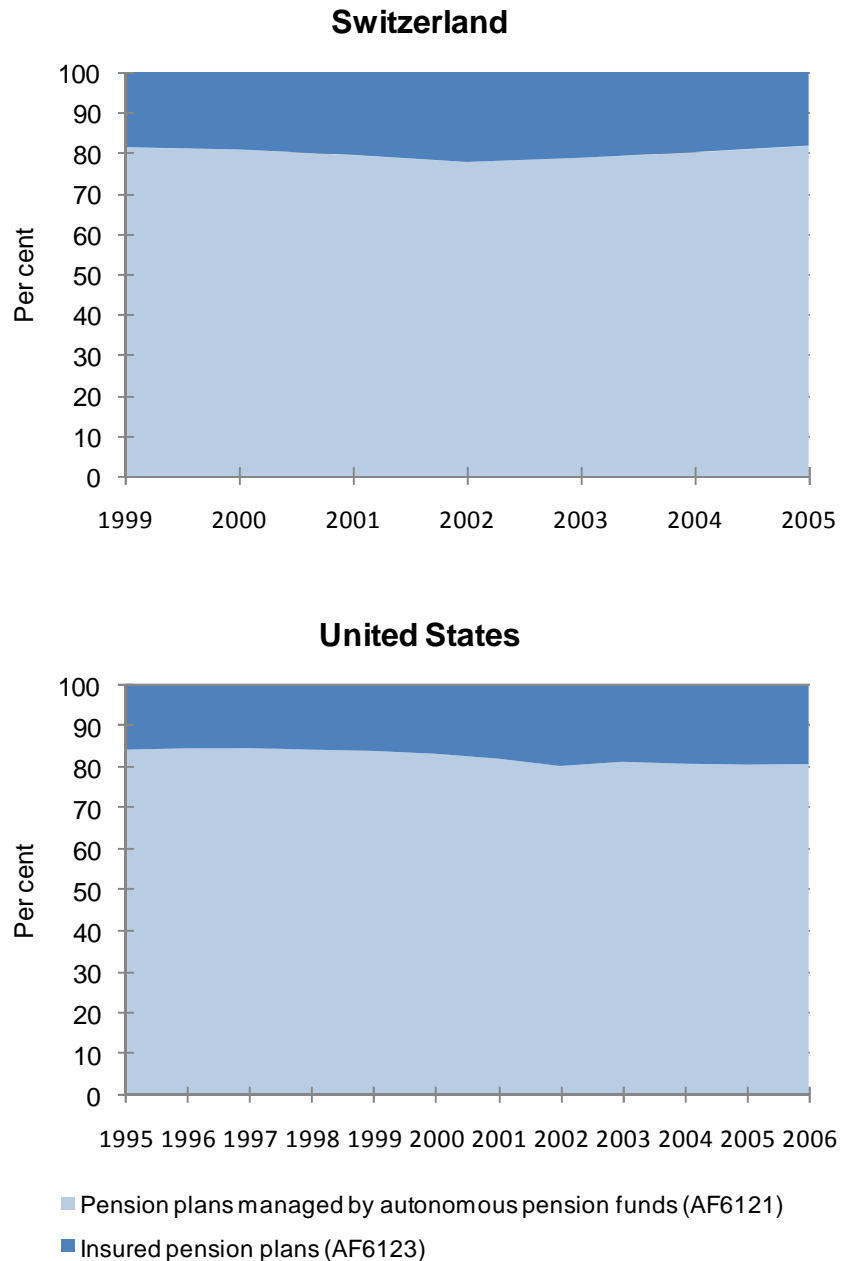 Switzerland
100
90
80
70
60
50
40
30
20
10
0
Per cent
1999 2000 2001 2002 2003 2004 2005
United States
100
90
80
70
60
50
40
30
20
10
0
Per cent
1995 1996 1997 1998 1999 2000 2001 2002 2003 2004 2005 2006
Pension plans managed by autonomous pension funds (AF6121)
Insured pension plans (AF6123)